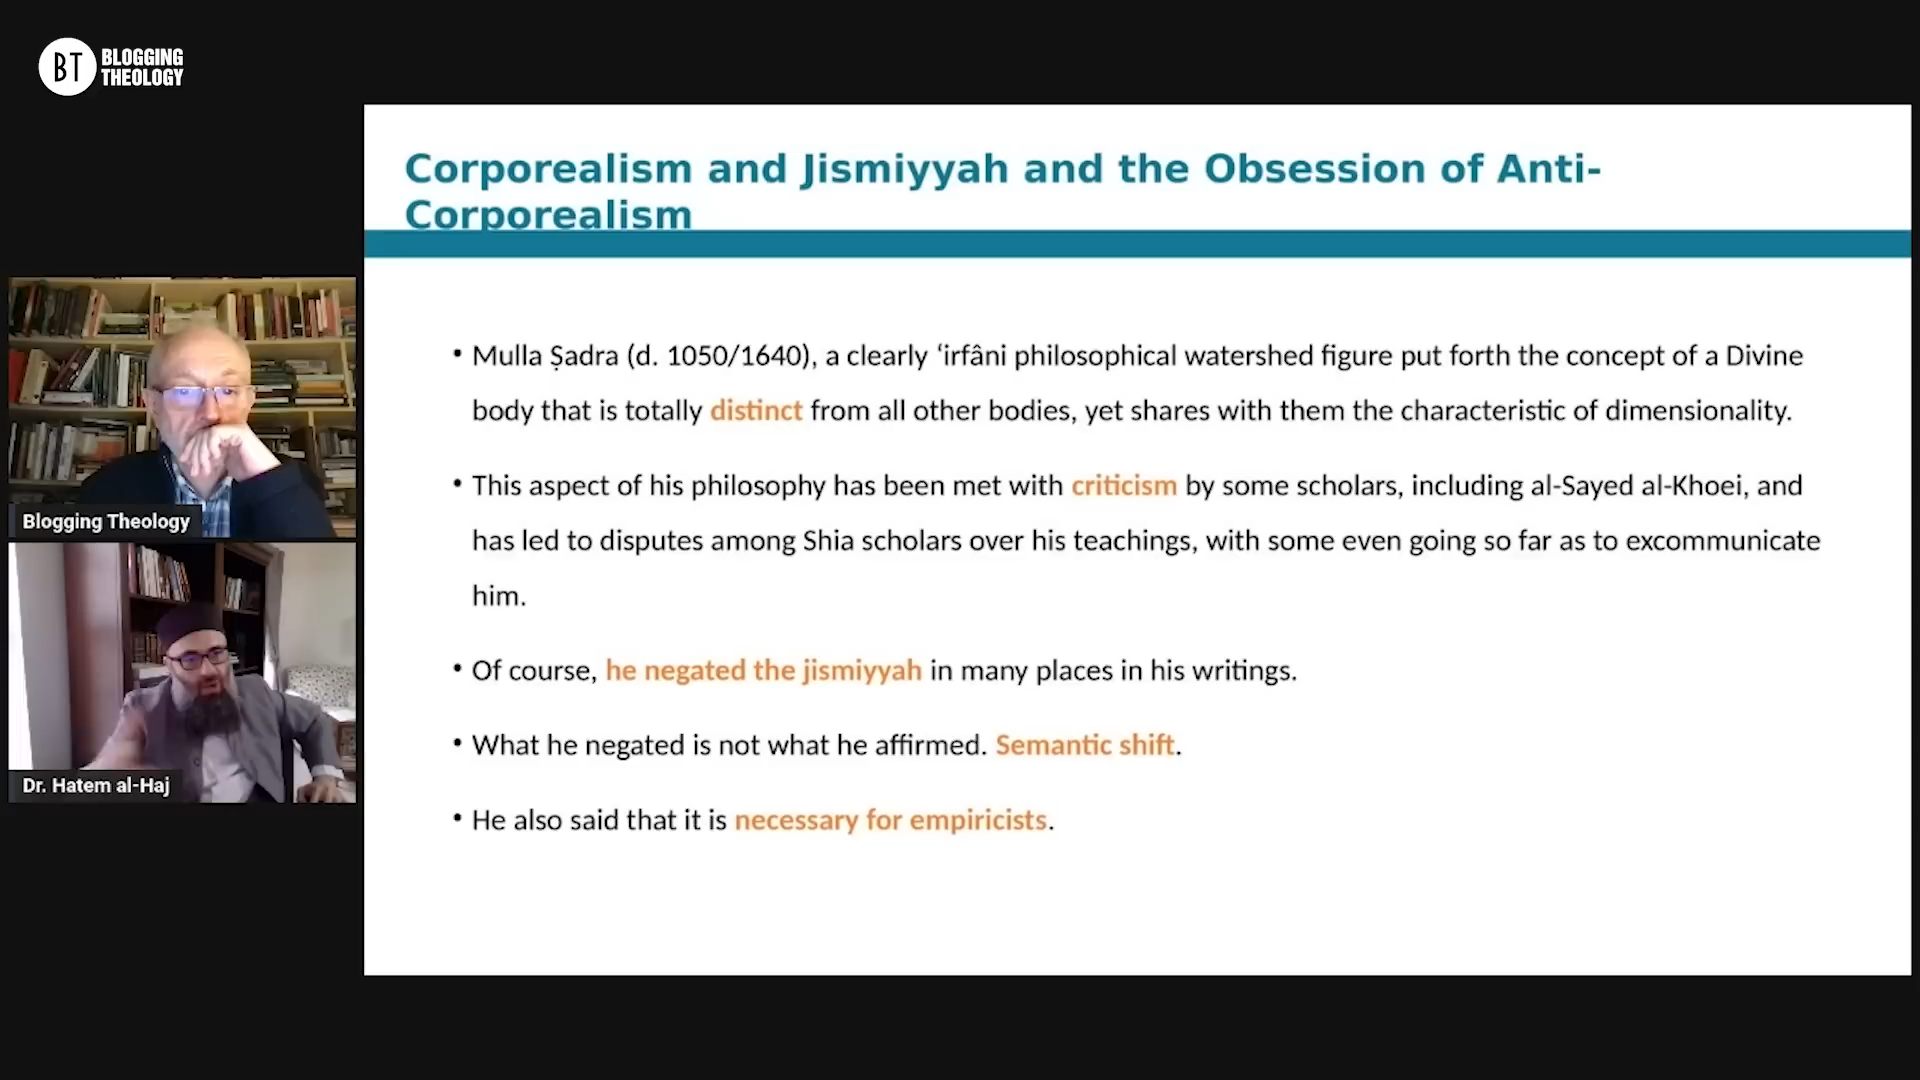 BT BLOGGING
THEOLOGY
Corporealism and Jismiyyah and the Obsession of Anti-
Corporealism
• Mulla Ṣadra (d. 1050/1640), a clearly ‘irfâni philosophical watershed figure put forth the concept of a Divine
body that is totally distinct from all other bodies, yet shares with them the characteristic of dimensionality.
• This aspect of his philosophy has been met with criticism by some scholars, including al-Sayed al-Khoei, and
has led to disputes among Shia scholars over his teachings, with some even going so far as to excommunicate
him.
• Of course, he negated the jismiyyah in many places in his writings.
• What he negated is not what he affirmed. Semantic shift.
• He also said that it is necessary for empiricists.
Blogging Theology
Dr. Hatem al-Haj